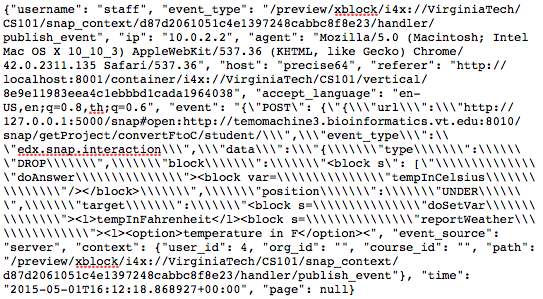 {"username": "staff", "event_type": "/preview/xblock/i4x://VirginiaTech/
CS101/snap_context/d87d2061051c4e1397248cabbc8f8e23/handler/
publish_event", "ip": "10.0.2.2", "agent": "Mozilla/5.0 (Macintosh; Intel
Mac OS X 10_10_3) AppleWebKit/537.36 (KHTML, like Gecko) Chrome/
42.0.2311.135 Safari/537.36", "host": "precise64", "referer": "http://
localhost:8001/container/i4x://VirginiaTech/CS101/vertical/
8e9e11983eea4c1ebbbd1cada1964038", "accept_language": "en-
US,en;q=0.8,th;q=0.6", "event": "{\"POST\": {\"{\\\"url\\\":\\\"http://
127.0.0.1:5000/snap#open:http://temomachine3.bioinformatics.vt.edu:8010/
snap/getProject/convertFtoC/student/\\\",\\\"event_type\\\":\\
\"edx.snap.interaction\\\",\\\"data\\\":\\\"{\\\\\\\"type\\\\\\\":\\\\\\
\"DROP\\\\\\\",\\\\\\\"block\\\\\\\":\\\\\\\"<block s\": [\"\\\\\\\\\\\\\\
\"doAnswer\\\\\\\\\\\\\\\"><block var=\\\\\\\\\\\\\\\"tempInCelsius\\\\\\\
\\\\\\\\"/></block>\\\\\\\",\\\\\\\"position\\\\\\\":\\\\\\\"UNDER\\\\\\
\",\\\\\\\"target\\\\\\\":\\\\\\\"<block s=\\\\\\\\\\\\\\\"doSetVar\\\\\\\
\\\\\\\\"><l>tempInFahrenheit</l><block s=\\\\\\\\\\\\\\\"reportWeather\\\
\\\\\\\\\\\\"><l><option>temperature in F</option><", "event_source":
"server", "context": {"user_id": 4, "org_id": "", "course_id": "", "path":
"/preview/xblock/i4x://VirginiaTech/CS101/snap_context/
d87d2061051c4e1397248cabbc8f8e23/handler/publish_event"}, "time":
"2015-05-01T16:12:18.868927+00:00", "page": null}